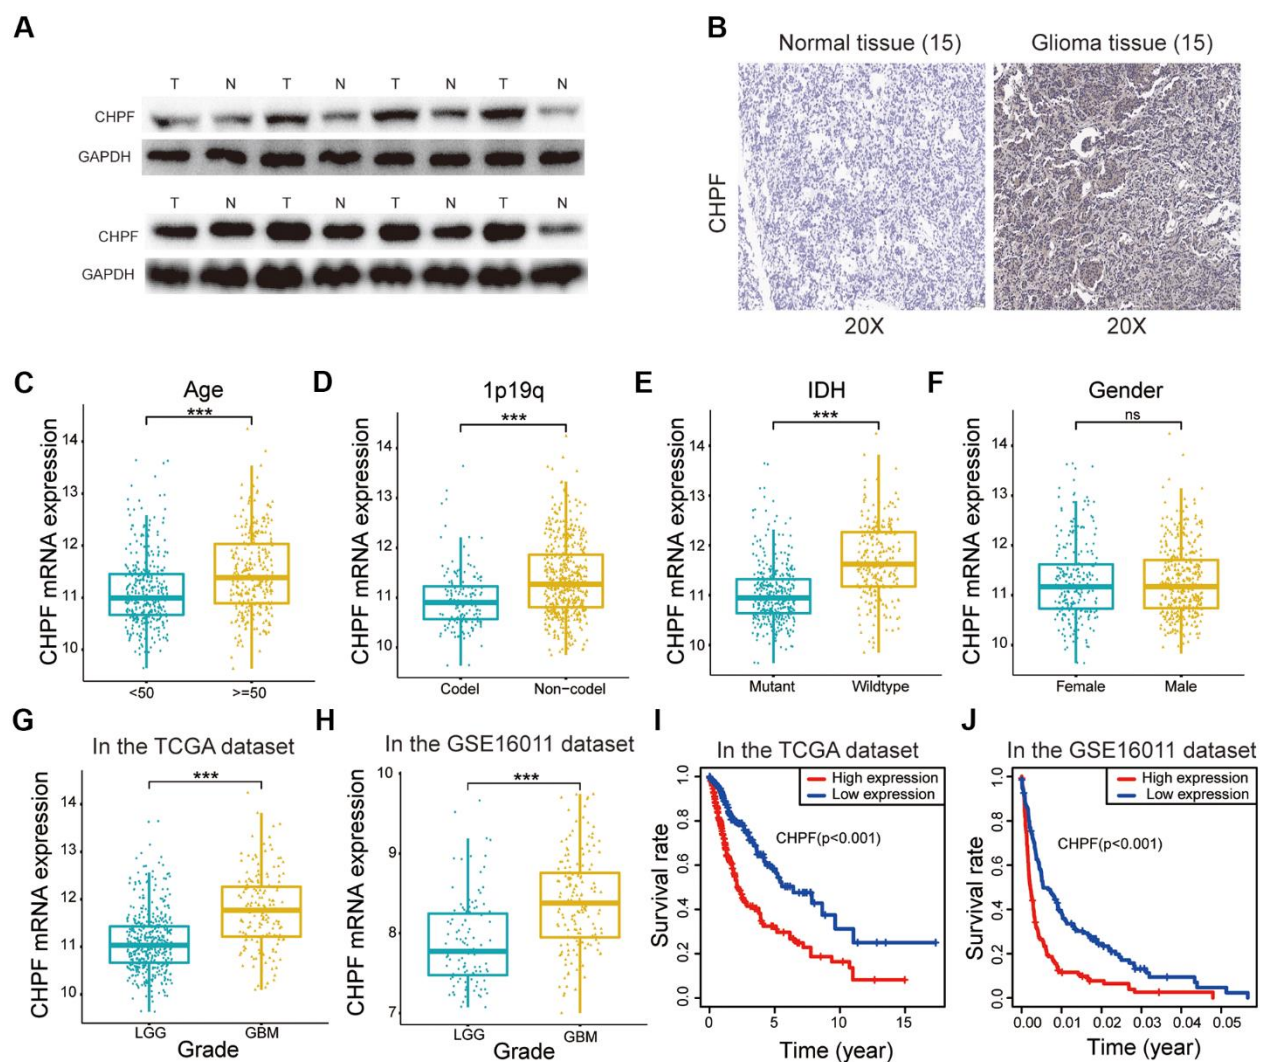 A
T N T N T N T N
CHPF
GAPDH
T N T N T N T N
CHPF
GAPDH
B
Normal tissue (15) Glioma tissue (15)
CHPF
20X 20X
C
Age
***
CHPF mRNA expression
14
13
12
11
10
<50 >=50
D
1p19q
***
CHPF mRNA expression
14
13
12
11
10
Codel Non-codel
E
IDH
***
CHPF mRNA expression
14
13
12
11
10
Mutant Wildtype
F
Gender
ns
CHPF mRNA expression
14
13
12
11
10
Female Male
G
In the TCGA dataset
***
CHPF mRNA expression
14
13
12
11
10
LGG GBM
Grade
H
In the GSE16011 dataset
***
CHPF mRNA expression
10
9
8
7
LGG GBM
Grade
I
In the TCGA dataset
High expression
Low expression
CHPF(p<0.001)
Survival rate
1.0
0.8
0.6
0.4
0.2
0.0
0 5 10 15
Time (year)
J
In the GSE16011 dataset
High expression
Low expression
CHPF(p<0.001)
Survival rate
1.0
0.8
0.6
0.4
0.2
0.0
0.00 0.01 0.02 0.03 0.04 0.05
Time (year)